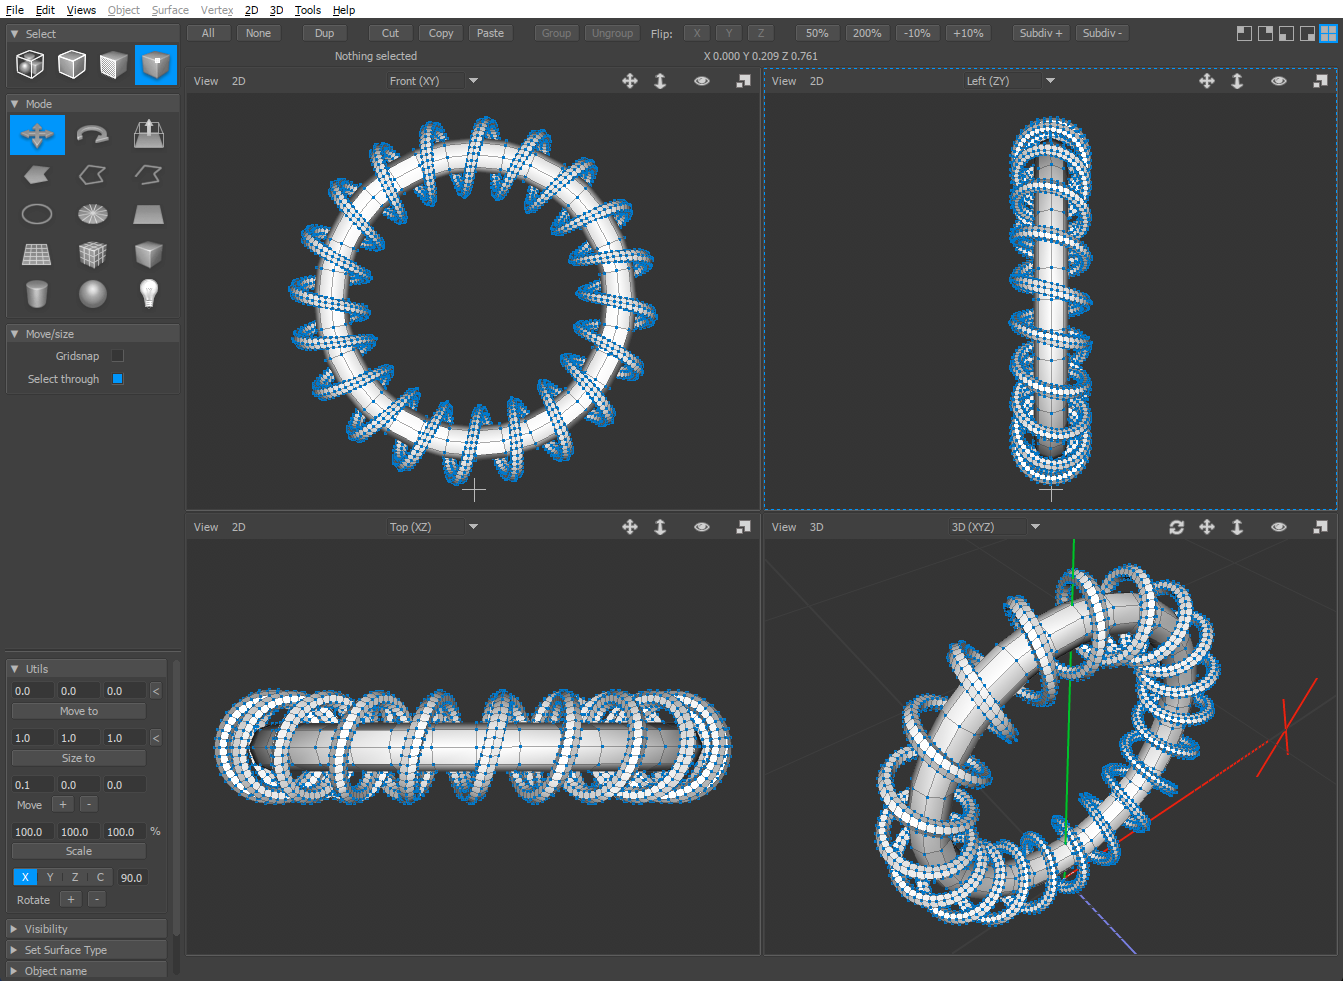 File Edit Views Object Surface Vertex 2D 3D Tools Help
Select
All None Dup Cut Copy Paste Group Ungroup Flip: X Y Z 50% 200% -10% +10% Subdiv + Subdiv -
Nothing selected X 0.000 Y 0.209 Z 0.761
View 2D Front (XY)
View 2D Left (ZY)
Mode
Move/size
Gridsnap
Select through
View 2D Top (XZ)
View 3D 3D (XYZ)
Utils
0.0 0.0 0.0 <
Move to
1.0 1.0 1.0 <
Size to
0.1 0.0 0.0
Move + -
100.0 100.0 100.0 %
Scale
X Y Z C 90.0
Rotate + -
Visibility
Set Surface Type
Object name